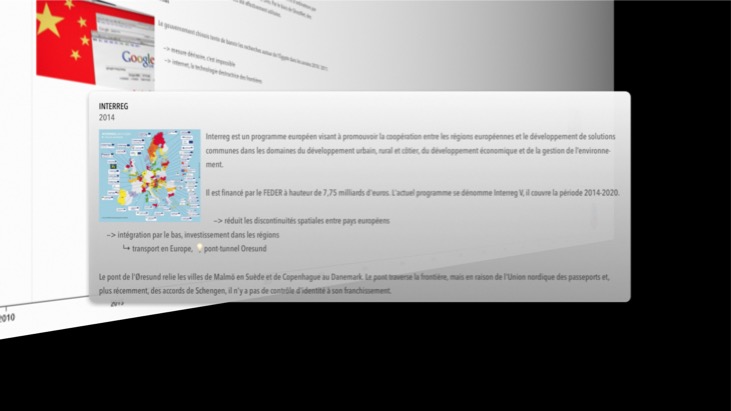 Google
Le gouvernement chinois tente de bannir les recherches autour de l'Egypte dans les années 2010/ 2011;
--> mesure dérisoire, c'est impossible
--> internet, la technologie destruction des frontières
INTERREG
2014
Interreg est un programme européen visant à promouvoir la coopération entre les régions européennes et le développement de solutions
communes dans les domaines du développement urbain, rural et côtier, du développement économique et de la gestion de l'environne-
ment.
Il est financé par le FEDER à hauteur de 7,75 milliards d'euros. L'actuel programme se dénomme Interreg V, il couvre la période 2014-2020.
--> réduit les discontinuités spatiales entre pays européens
--> intégration par le bas, investissement dans les régions
↳ transport en Europe, pont-tunnel Oresund
Le pont de l'Øresund relie les villes de Malmö en Suède et de Copenhague au Danemark. Le pont traverse la frontière, mais en raison de l'Union nordique des passeports et,
plus récemment, des accords de Schengen, il n'y a pas de contrôle d'identité à son franchissement.
2010